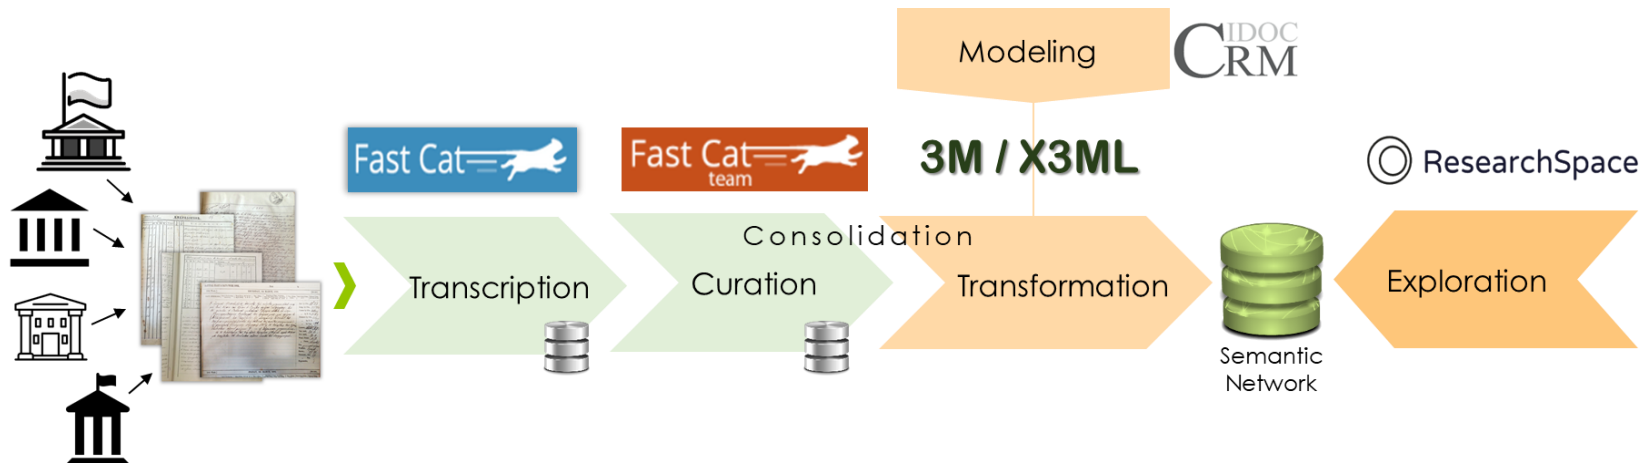 Modeling
CIDOC
CRM
Fast Cat
Fast Cat
team
3M / X3ML
ResearchSpace
Consolidation
Transcription
Curation
Transformation
Exploration
Semantic
Network